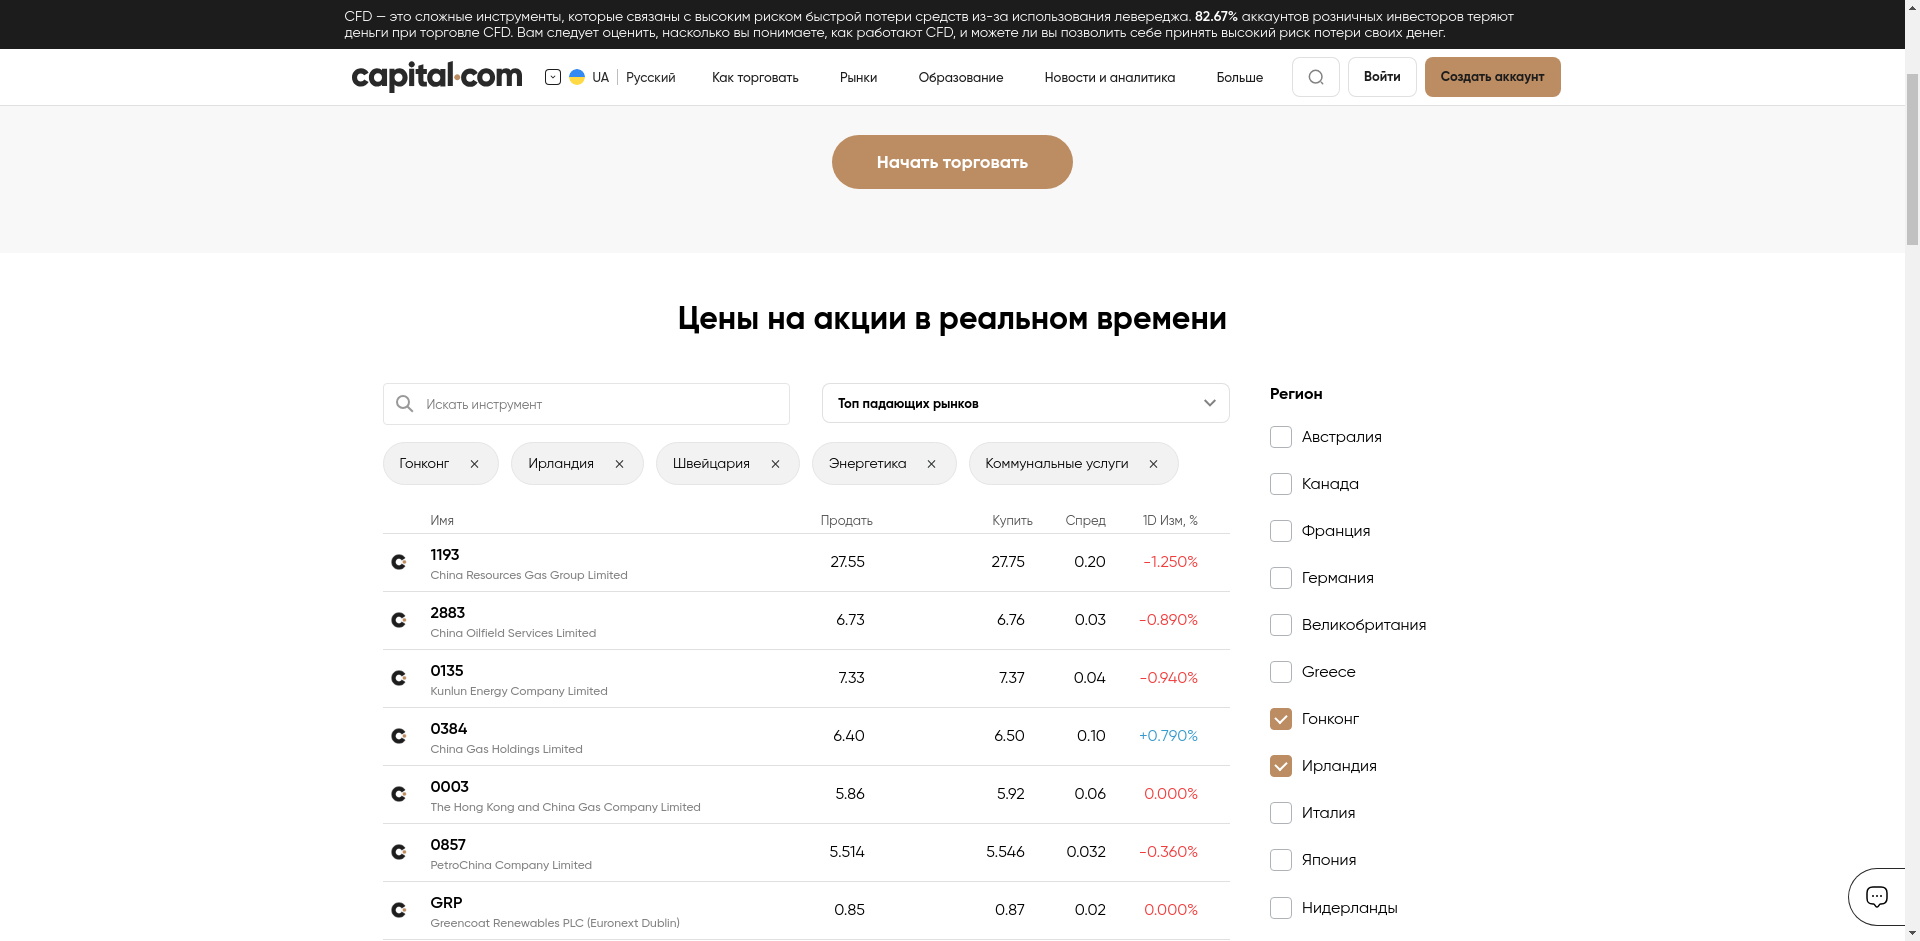 CFD — это сложные инструменты, которые связаны с высоким риском быстрой потери средств из-за использования левереджа. 82.67% аккаунтов розничных инвесторов теряют
деньги при торговле CFD. Вам следует оценить, насколько вы понимаете, как работают CFD, и можете ли вы позволить себе принять высокий риск потери своих денег.
capital.com UA Русский Как торговать Рынки Образование Новости и аналитика Больше Войти Создать аккаунт
Начать торговать
Цены на акции в реальном времени
Искать инструмент
Топ падающих рынков
Гонконг Ирландия Швейцария Энергетика Коммунальные услуги
Имя Продать Купить Спред 1D Изм, %
1193
China Resources Gas Group Limited
27.55 27.75 0.20 -1.250%
2883
China Oilfield Services Limited
6.73 6.76 0.03 -0.890%
0135
Kunlun Energy Company Limited
7.33 7.37 0.04 -0.940%
0384
China Gas Holdings Limited
6.40 6.50 0.10 +0.790%
0003
The Hong Kong and China Gas Company Limited
5.86 5.92 0.06 0.000%
0857
PetroChina Company Limited
5.514 5.546 0.032 -0.360%
GRP
Greencoat Renewables PLC (Euronext Dublin)
0.85 0.87 0.02 0.000%
Регион
Австралия
Канада
Франция
Германия
Великобритания
Greece
Гонконг
Ирландия
Италия
Япония
Нидерланды